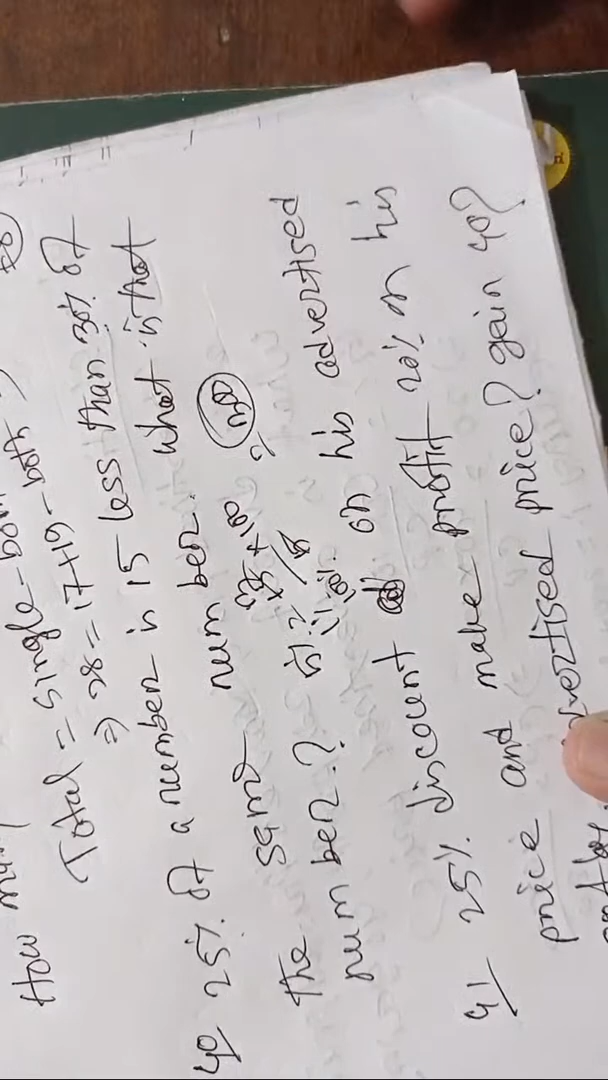 How many
Total = single - both
⇒ 28 = 17+19 - both ⇒
40 25% of a number is 15 less than 30% of
the same number. what is that
number?
41 25% discount on his advertised
price and make profit 20% on his
advertised price? gain 40?